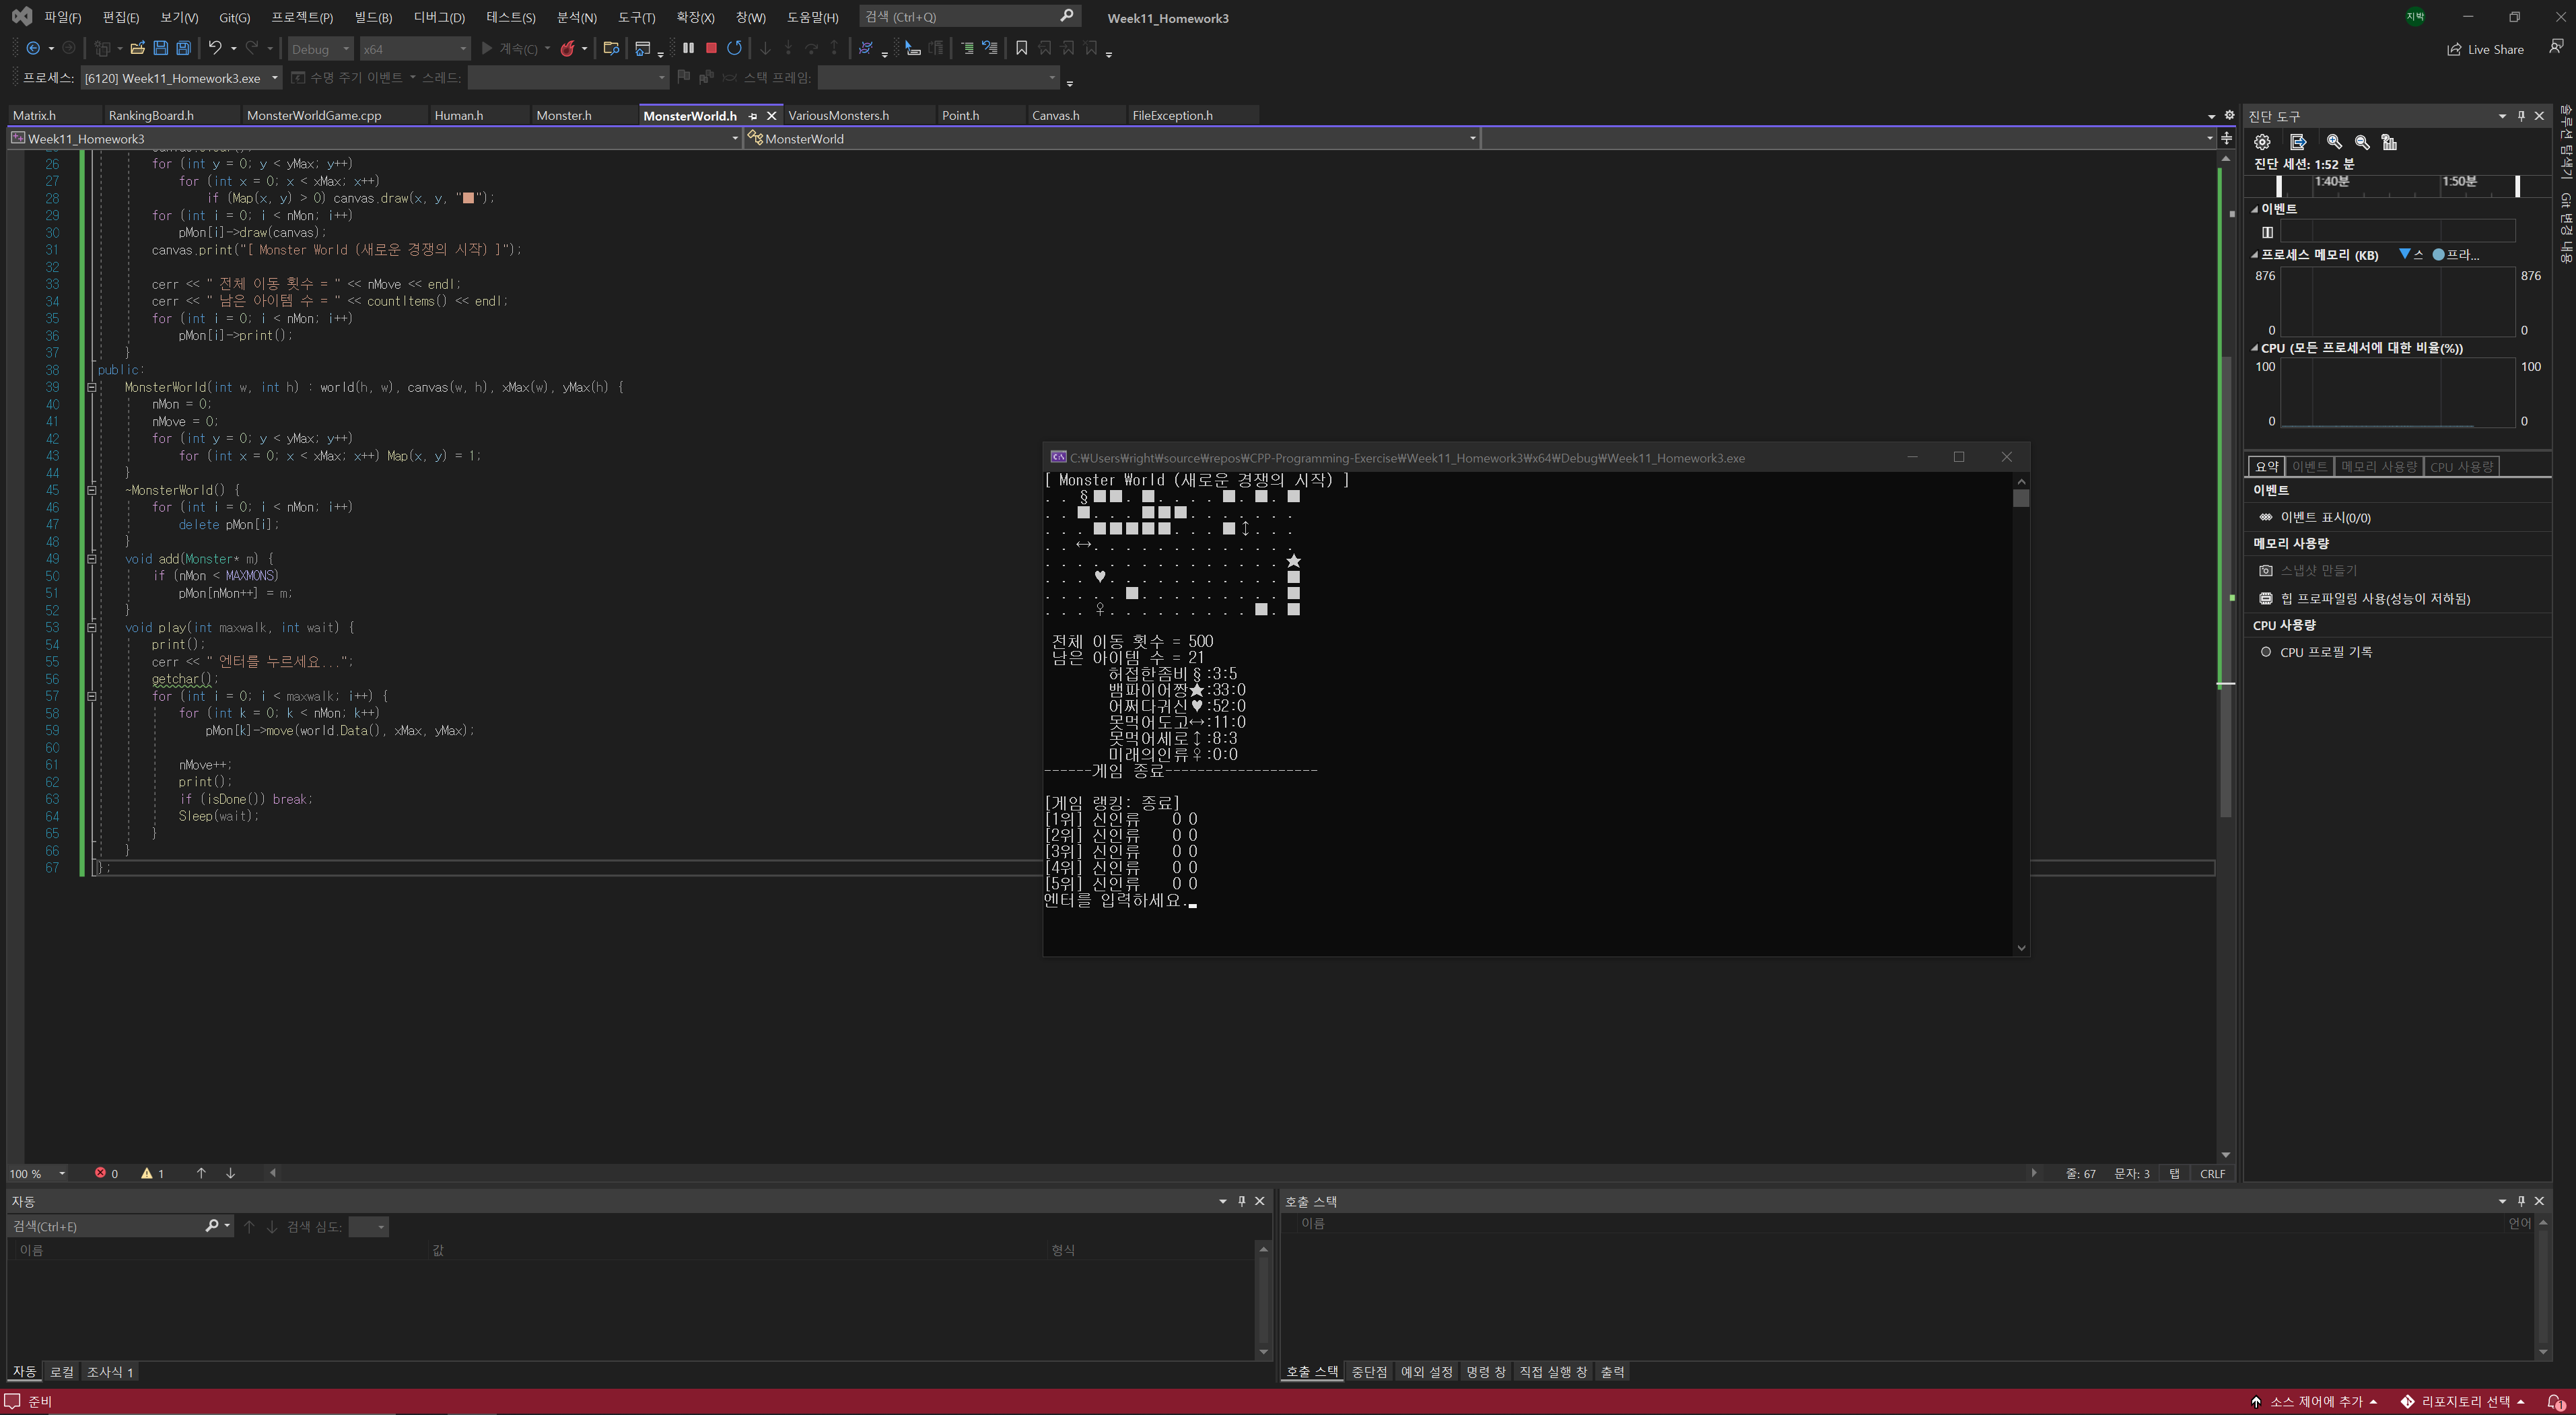 파일(F) 편집(E) 보기(V) Git(G) 프로젝트(P) 빌드(B) 디버그(D) 테스트(S) 분석(N) 도구(T) 확장(X) 창(W) 도움말(H) 검색 (Ctrl+Q) Week11_Homework3 지박
Debug x64 계속(C) Live Share
프로세스: [6120] Week11_Homework3.exe 수명 주기 이벤트 스레드: 스택 프레임:
Matrix.h RankingBoard.h MonsterWorldGame.cpp Human.h Monster.h MonsterWorld.h VariousMonsters.h Point.h Canvas.h FileException.h
Week11_Homework3 MonsterWorld
26 for (int y = 0; y < yMax; y++)
27 for (int x = 0; x < xMax; x++)
28 if (Map(x, y) > 0) canvas.draw(x, y, "■");
29 for (int i = 0; i < nMon; i++)
30 pMon[i]->draw(canvas);
31 canvas.print("[ Monster World (새로운 경쟁의 시작) ]");
32
33 cerr << " 전체 이동 횟수 = " << nMove << endl;
34 cerr << " 남은 아이템 수 = " << countItems() << endl;
35 for (int i = 0; i < nMon; i++)
36 pMon[i]->print();
37 }
38 public:
39 MonsterWorld(int w, int h) : world(h, w), canvas(w, h), xMax(w), yMax(h) {
40 nMon = 0;
41 nMove = 0;
42 for (int y = 0; y < yMax; y++)
43 for (int x = 0; x < xMax; x++) Map(x, y) = 1;
44 }
45 ~MonsterWorld() {
46 for (int i = 0; i < nMon; i++)
47 delete pMon[i];
48 }
49 void add(Monster* m) {
50 if (nMon < MAXMONS)
51 pMon[nMon++] = m;
52 }
53 void play(int maxwalk, int wait) {
54 print();
55 cerr << " 엔터를 누르세요...";
56 getchar();
57 for (int i = 0; i < maxwalk; i++) {
58 for (int k = 0; k < nMon; k++)
59 pMon[k]->move(world.Data(), xMax, yMax);
60
61 nMove++;
62 print();
63 if (isDone()) break;
64 Sleep(wait);
65 }
66 }
67 };
C:₩Users₩right₩source₩repos₩CPP-Programming-Exercise₩Week11_Homework3₩x64₩Debug₩Week11_Homework3.exe
[ Monster World (새로운 경쟁의 시작) ]
. . §■■. ■. . . . ■. ■. ■
. . ■. . . ■■■. . . . . . .
. . . ■■■■■. . . ■↕. . .
. . ↔. . . . . . . . . . . . .
. . . . . . . . . . . . . . . ★
. . . ♥. . . . . . . . . . . ■
. . . . . ■. . . . . . . . . ■
. . . ♀. . . . . . . . . ■. ■
전체 이동 횟수 = 500
남은 아이템 수 = 21
허접한좀비§:3:5
뱀파이어짱★:33:0
어쩌다귀신♥:52:0
못먹어도고↔:11:0
못먹어세로↕:8:3
미래의인류♀:0:0
------게임 종료-------------------
[게임 랭킹: 종료]
[1위] 신인류 0 0
[2위] 신인류 0 0
[3위] 신인류 0 0
[4위] 신인류 0 0
[5위] 신인류 0 0
엔터를 입력하세요.
진단 도구
진단 세션: 1:52 분
1:40분 1:50분
이벤트
프로세스 메모리 (KB) 스 프라...
876 876
0 0
CPU (모든 프로세서에 대한 비율(%))
100 100
0 0
요약 이벤트 메모리 사용량 CPU 사용량
이벤트
이벤트 표시(0/0)
메모리 사용량
스냅샷 만들기
힙 프로파일링 사용(성능이 저하됨)
CPU 사용량
CPU 프로필 기록
솔루션 탐색기 Git 변경 내용
100 % 0 1 줄: 67 문자: 3 탭 CRLF
자동
검색(Ctrl+E) 검색 심도:
이름 값 형식
자동 로컬 조사식 1
호출 스택
이름 언어
호출 스택 중단점 예외 설정 명령 창 직접 실행 창 출력
준비 소스 제어에 추가 리포지토리 선택 1